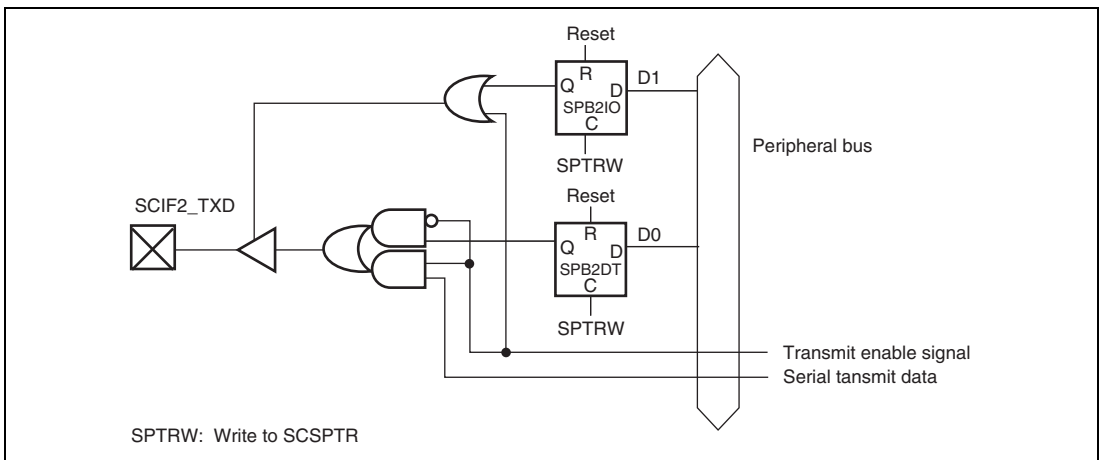 Reset
R
Q
D
D1
SPB2IO
C
SPTRW
Peripheral bus
Reset
SCIF2_TXD
R
Q
D
D0
SPB2DT
C
SPTRW
Transmit enable signal
Serial tansmit data
SPTRW: Write to SCSPTR